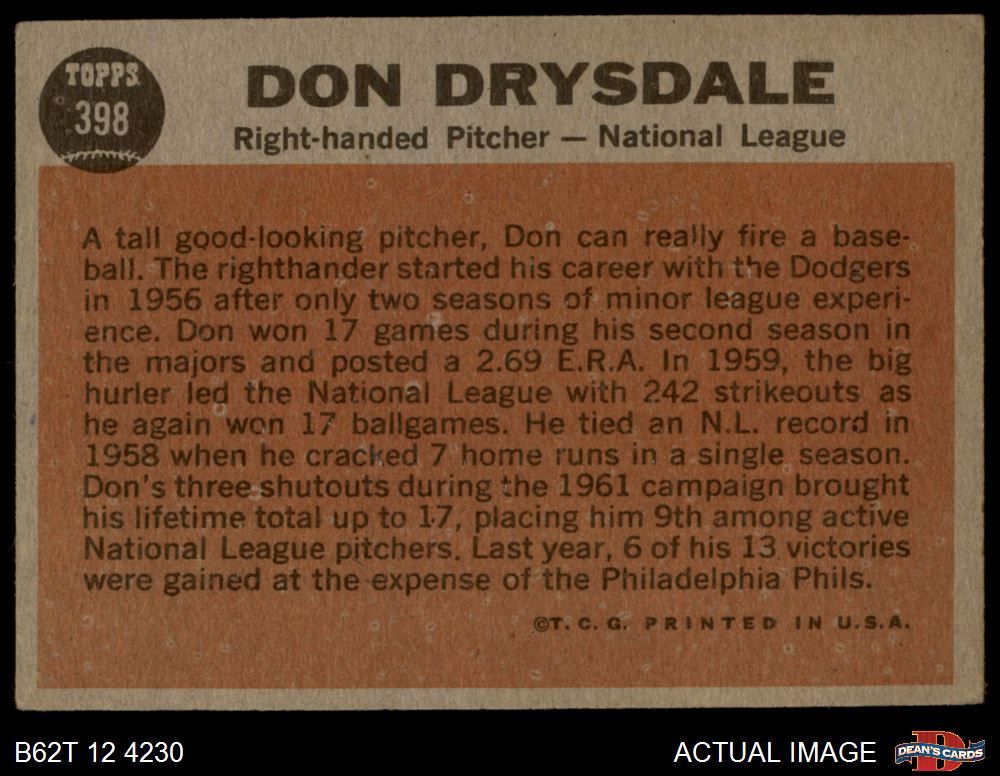 TOPPS
398
DON DRYSDALE
Right-handed Pitcher — National League
A tall good-looking pitcher, Don can really fire a base-
ball. The righthander started his career with the Dodgers
in 1956 after only two seasons of minor league experi-
ence. Don won 17 games during his second season in
the majors and posted a 2.69 E.R.A. In 1959, the big
hurler led the National League with 242 strikeouts as
he again won 17 ballgames. He tied an N.L. record in
1958 when he cracked 7 home runs in a single season.
Don's three shutouts during the 1961 campaign brought
his lifetime total up to 17, placing him 9th among active
National League pitchers. Last year, 6 of his 13 victories
were gained at the expense of the Philadelphia Phils.
©T. C. G. PRINTED IN U.S.A.
B62T 12 4230
ACTUAL IMAGE
D
DEAN'S CARDS